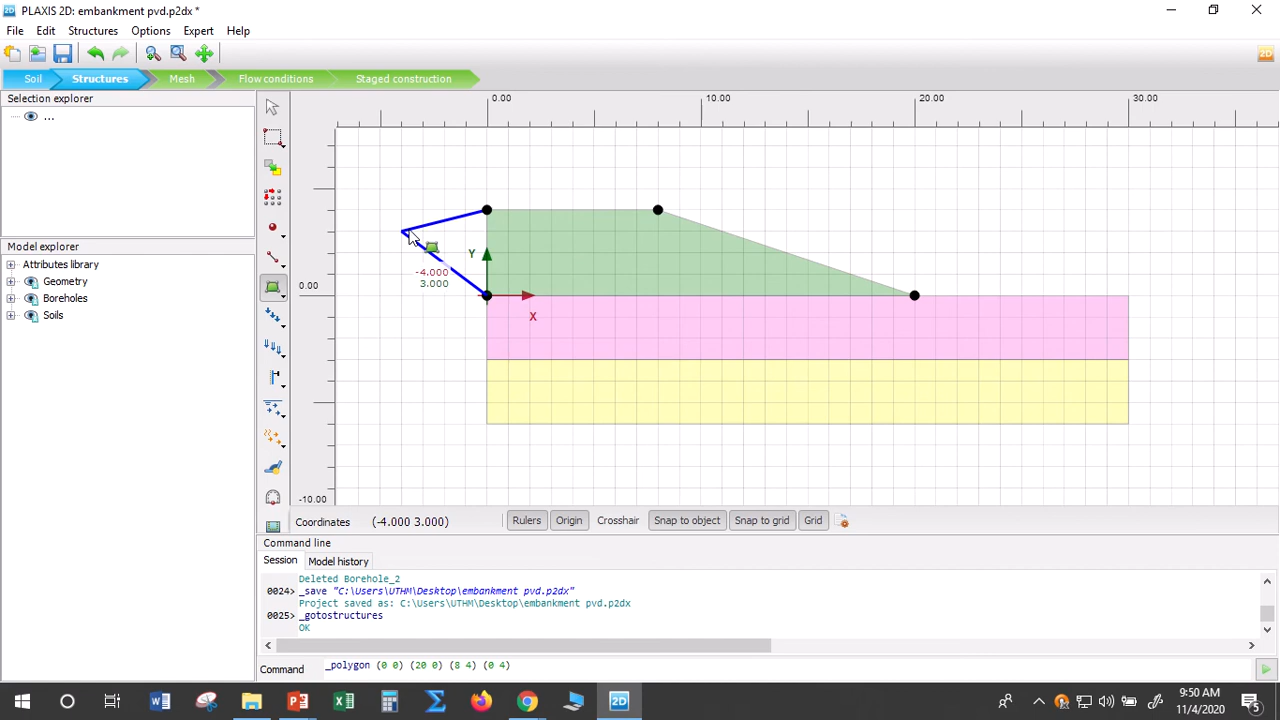 PLAXIS 2D: embankment pvd.p2dx *
File Edit Structures Options Expert Help
Soil Structures Mesh Flow conditions Staged construction
Selection explorer
...
Model explorer
Attributes library
Geometry
Boreholes
Soils
0.00 10.00 20.00 30.00
0.00
-10.00
Y
X
-4.000
3.000
Coordinates (-4.000 3.000) Rulers Origin Crosshair Snap to object Snap to grid Grid
Command line
Session Model history
Deleted Borehole_2
0024> _save "C:\Users\UTHM\Desktop\embankment pvd.p2dx"
Project saved as: C:\Users\UTHM\Desktop\embankment pvd.p2dx
0025> _gotostructures
OK
Command _polygon (0 0) (20 0) (8 4) (0 4)
9:50 AM
11/4/2020
5
2D